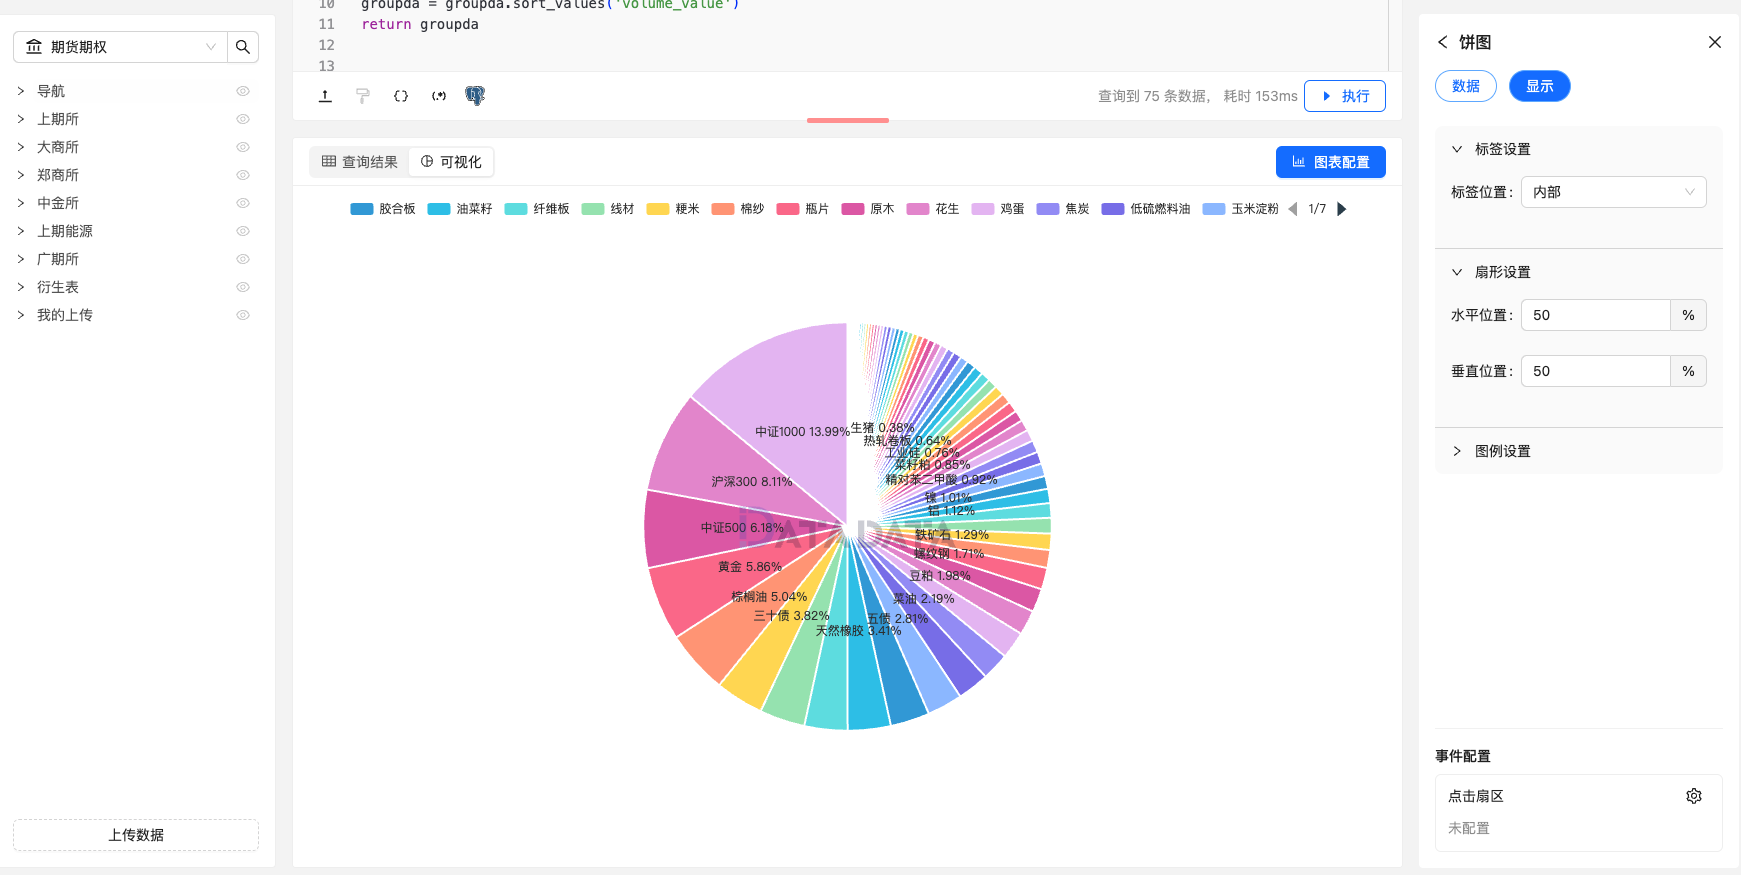 期货期权
导航
上期所
大商所
郑商所
中金所
上期能源
广期所
衍生表
我的上传
上传数据
10 groupda = groupda.sort_values('volume_value')
11 return groupda
12
13
{} (.*)
查询到 75 条数据， 耗时 153ms 执行
查询结果 可视化 图表配置
胶合板 油菜籽 纤维板 线材 粳米 棉纱 瓶片 原木 花生 鸡蛋 焦炭 低硫燃料油 玉米淀粉 1/7
中证1000 13.99%
生猪 0.38%
热轧卷板 0.64%
工业硅 0.76%
菜籽粕 0.85%
沪深300 8.11%
精对苯二甲酸 0.92%
镍 1.01%
铝 1.12%
中证500 6.18%
DATA DATA
铁矿石 1.29%
螺纹钢 1.71%
黄金 5.86%
豆粕 1.98%
棕榈油 5.04%
菜油 2.19%
三十债 3.82%
五债 2.81%
天然橡胶 3.41%
饼图
数据 显示
标签设置
标签位置： 内部
扇形设置
水平位置： 50 %
垂直位置： 50 %
图例设置
事件配置
点击扇区
未配置